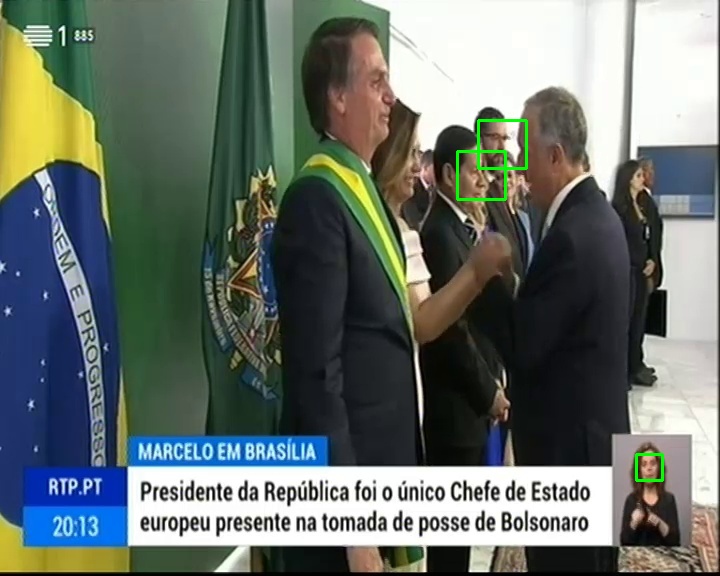 1 885
ORDEM E PROGRESSO
MARCELO EM BRASÍLIA
RTP.PT
Presidente da República foi o único Chefe de Estado
20:13
europeu presente na tomada de posse de Bolsonaro